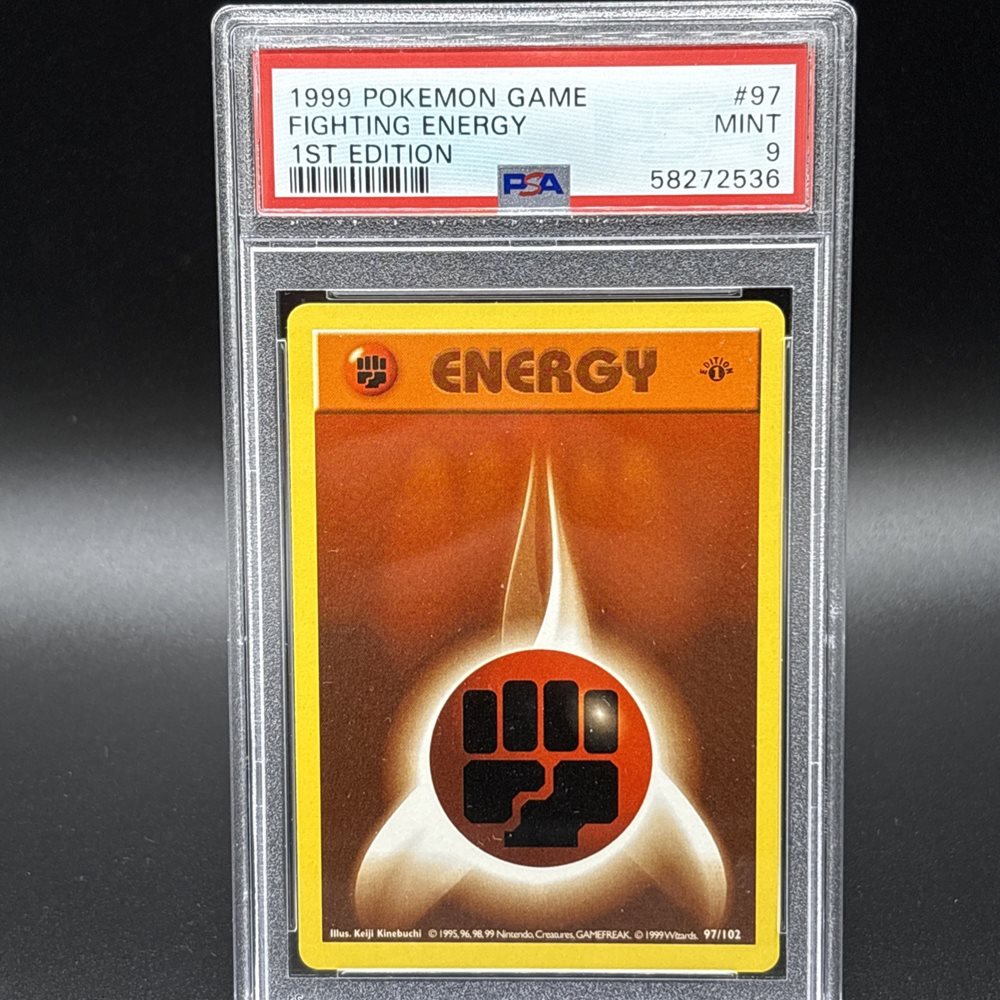 1999 POKEMON GAME #97
FIGHTING ENERGY MINT
1ST EDITION 9
PSA 58272536
ENERGY EDITION 1
Illus. Keiji Kinebuchi © 1995, 96, 98, 99 Nintendo, Creatures, GAMEFREAK. © 1999 Wizards. 97/102